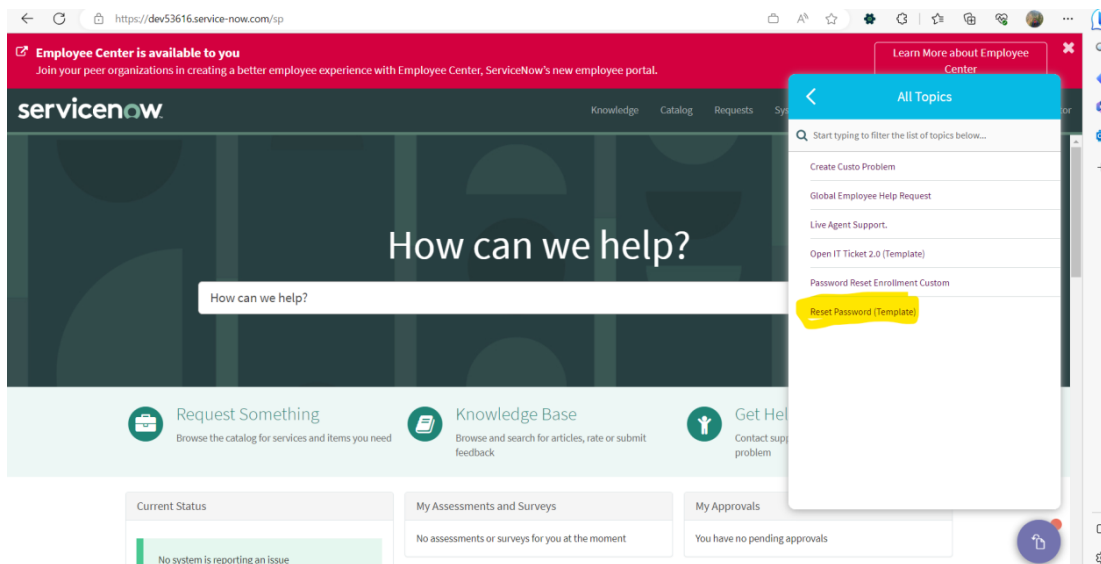 https://dev53616.service-now.com/sp
Employee Center is available to you
Join your peer organizations in creating a better employee experience with Employee Center, ServiceNow's new employee portal.
Learn More about Employee
Center
servicenow
Knowledge Catalog Requests
All Topics
Start typing to filter the list of topics below...
Create Custo Problem
Global Employee Help Request
Live Agent Support.
Open IT Ticket 2.0 (Template)
Password Reset Enrollment Custom
Reset Password (Template)
How can we help?
How can we help?
Request Something
Browse the catalog for services and items you need
Knowledge Base
Browse and search for articles, rate or submit
feedback
Get Hel
Contact supp
problem
Current Status
No system is reporting an issue
My Assessments and Surveys
No assessments or surveys for you at the moment
My Approvals
You have no pending approvals